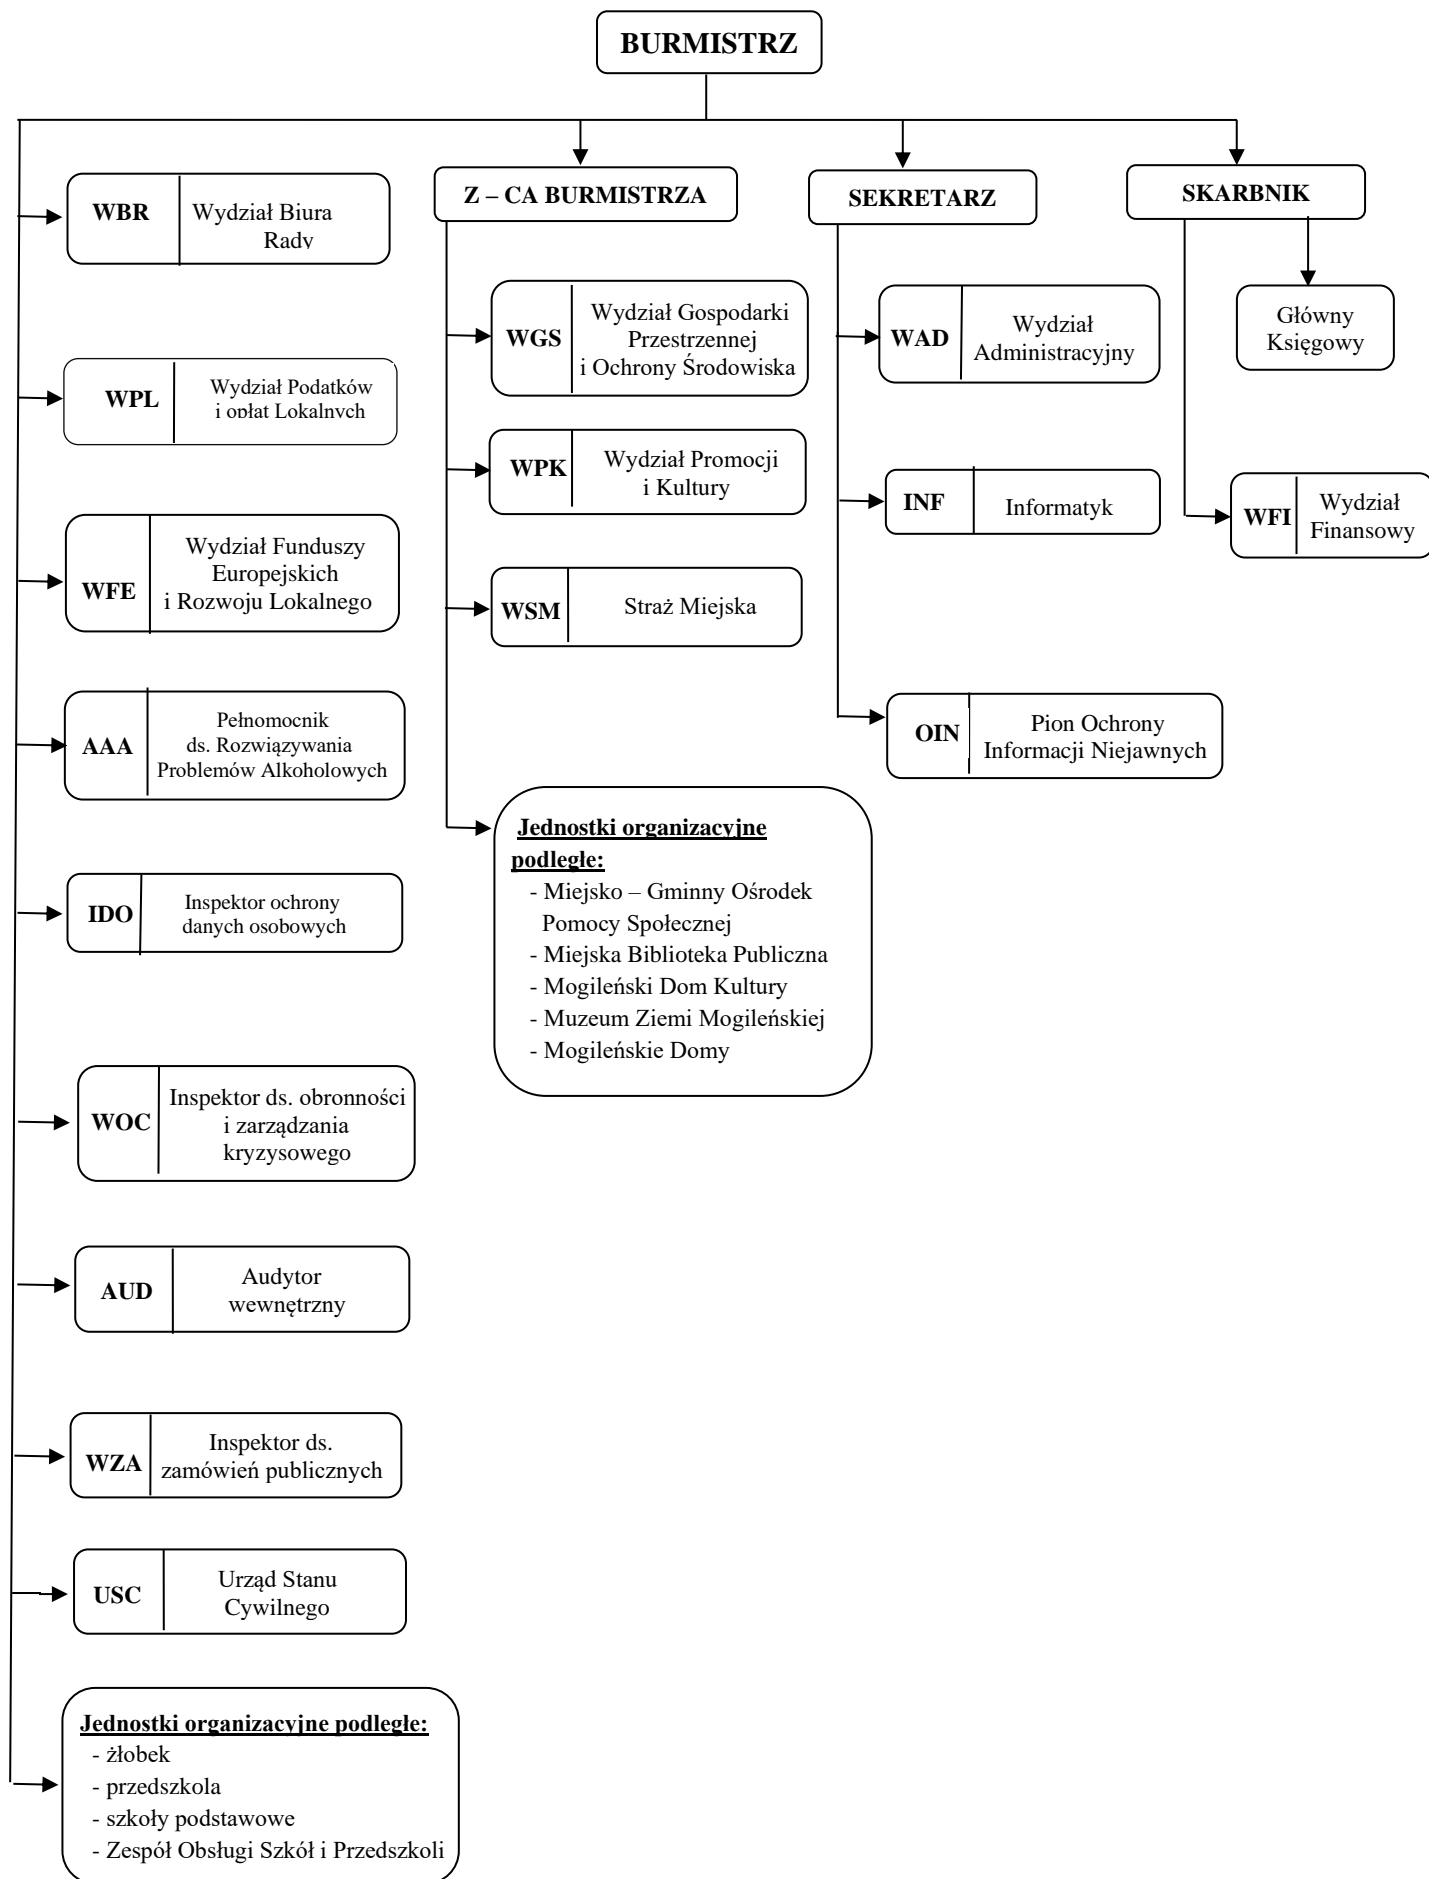 BURMISTRZ
WBR
Wydział Biura
Rady
WPL
Wydział Podatków
i opłat Lokalnych
WFE
Wydział Funduszy
Europejskich
i Rozwoju Lokalnego
AAA
Pełnomocnik
ds. Rozwiązywania
Problemów Alkoholowych
IDO
Inspektor ochrony
danych osobowych
WOC
Inspektor ds. obronności
i zarządzania
kryzysowego
AUD
Audytor
wewnętrzny
WZA
Inspektor ds.
zamówień publicznych
USC
Urząd Stanu
Cywilnego
Jednostki organizacyjne podległe:
- żłobek
- przedszkola
- szkoły podstawowe
- Zespół Obsługi Szkół i Przedszkoli
Z – CA BURMISTRZA
WGS
Wydział Gospodarki
Przestrzennej
i Ochrony Środowiska
WPK
Wydział Promocji
i Kultury
WSM
Straż Miejska
Jednostki organizacyjne
podległe:
- Miejsko – Gminny Ośrodek
Pomocy Społecznej
- Miejska Biblioteka Publiczna
- Mogileński Dom Kultury
- Muzeum Ziemi Mogileńskiej
- Mogileńskie Domy
SEKRETARZ
WAD
Wydział
Administracyjny
INF
Informatyk
OIN
Pion Ochrony
Informacji Niejawnych
SKARBNIK
Główny
Księgowy
WFI
Wydział
Finansowy